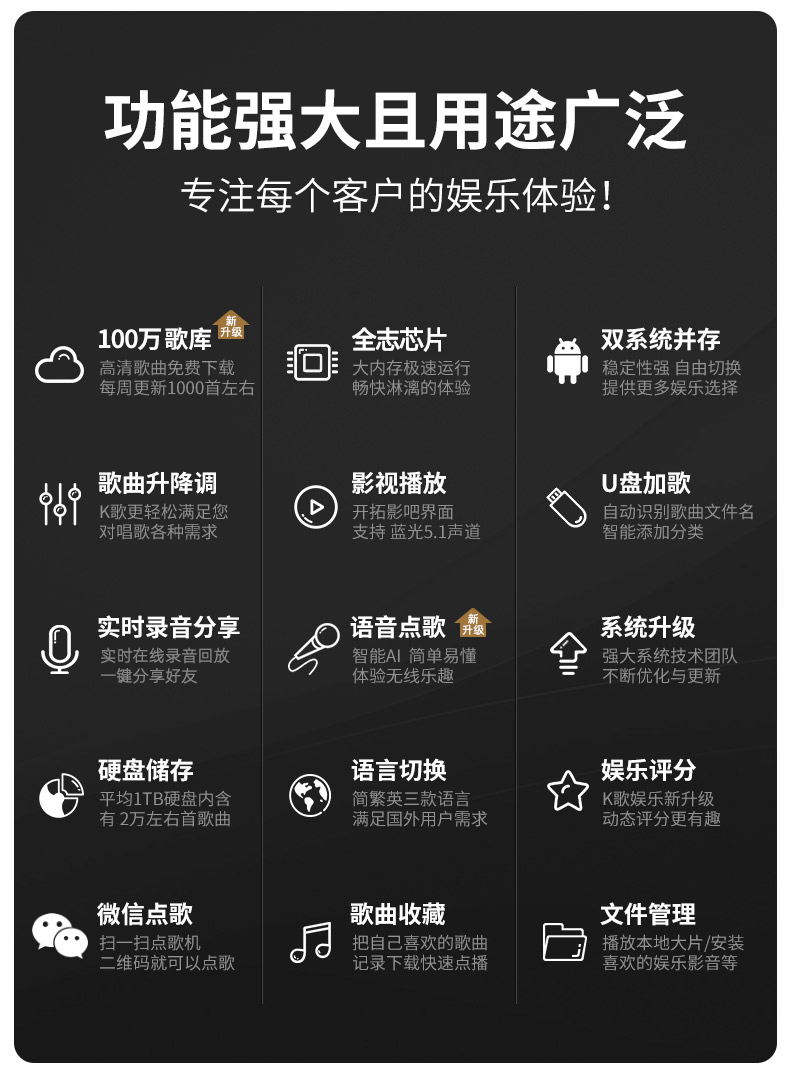 功能强大且用途广泛
专注每个客户的娱乐体验!
100万歌库
新
升级
高清歌曲免费下载
每周更新1000首左右
全志芯片
大内存极速运行
畅快淋漓的体验
双系统并存
稳定性强 自由切换
提供更多娱乐选择
歌曲升降调
K歌更轻松满足您
对唱歌各种需求
影视播放
开拓影吧界面
支持 蓝光5.1声道
U盘加歌
自动识别歌曲文件名
智能添加分类
实时录音分享
实时在线录音回放
一键分享好友
语音点歌
新
升级
智能AI 简单易懂
体验无线乐趣
系统升级
强大系统技术团队
不断优化与更新
硬盘储存
平均1TB硬盘内含
有 2万左右首歌曲
语言切换
简繁英三款语言
满足国外用户需求
娱乐评分
K歌娱乐新升级
动态评分更有趣
微信点歌
扫一扫点歌机
二维码就可以点歌
歌曲收藏
把自己喜欢的歌曲
记录下载快速点播
文件管理
播放本地大片/安装
喜欢的娱乐影音等